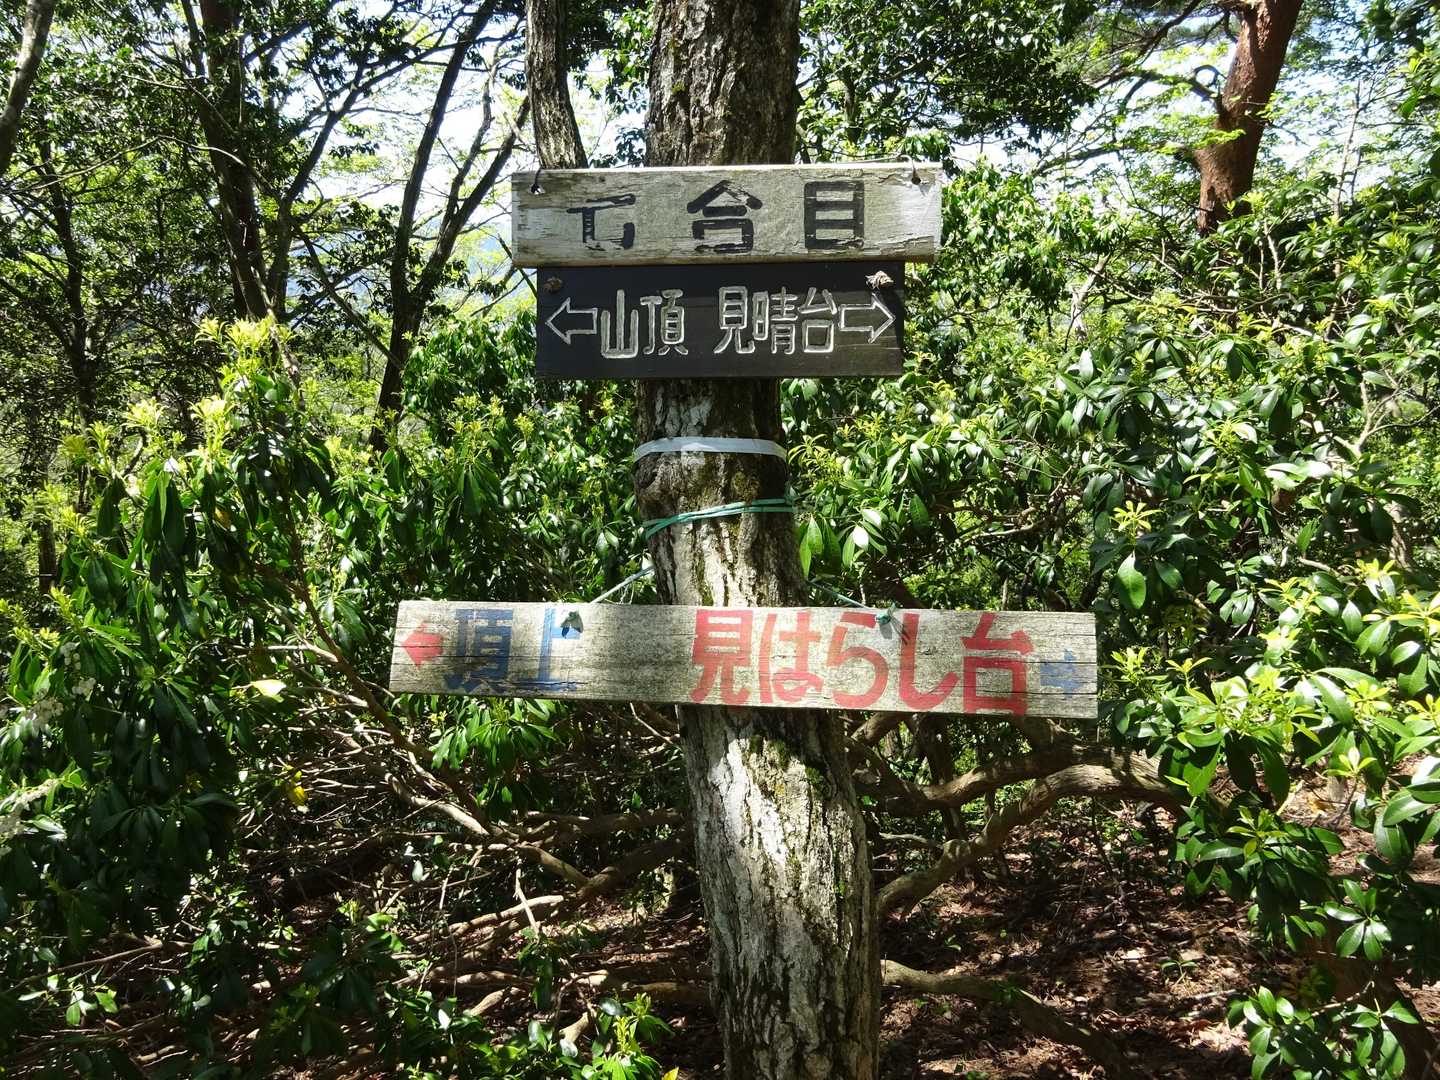 七合目
←山頂 見晴台→
←頂上 見はらし台→